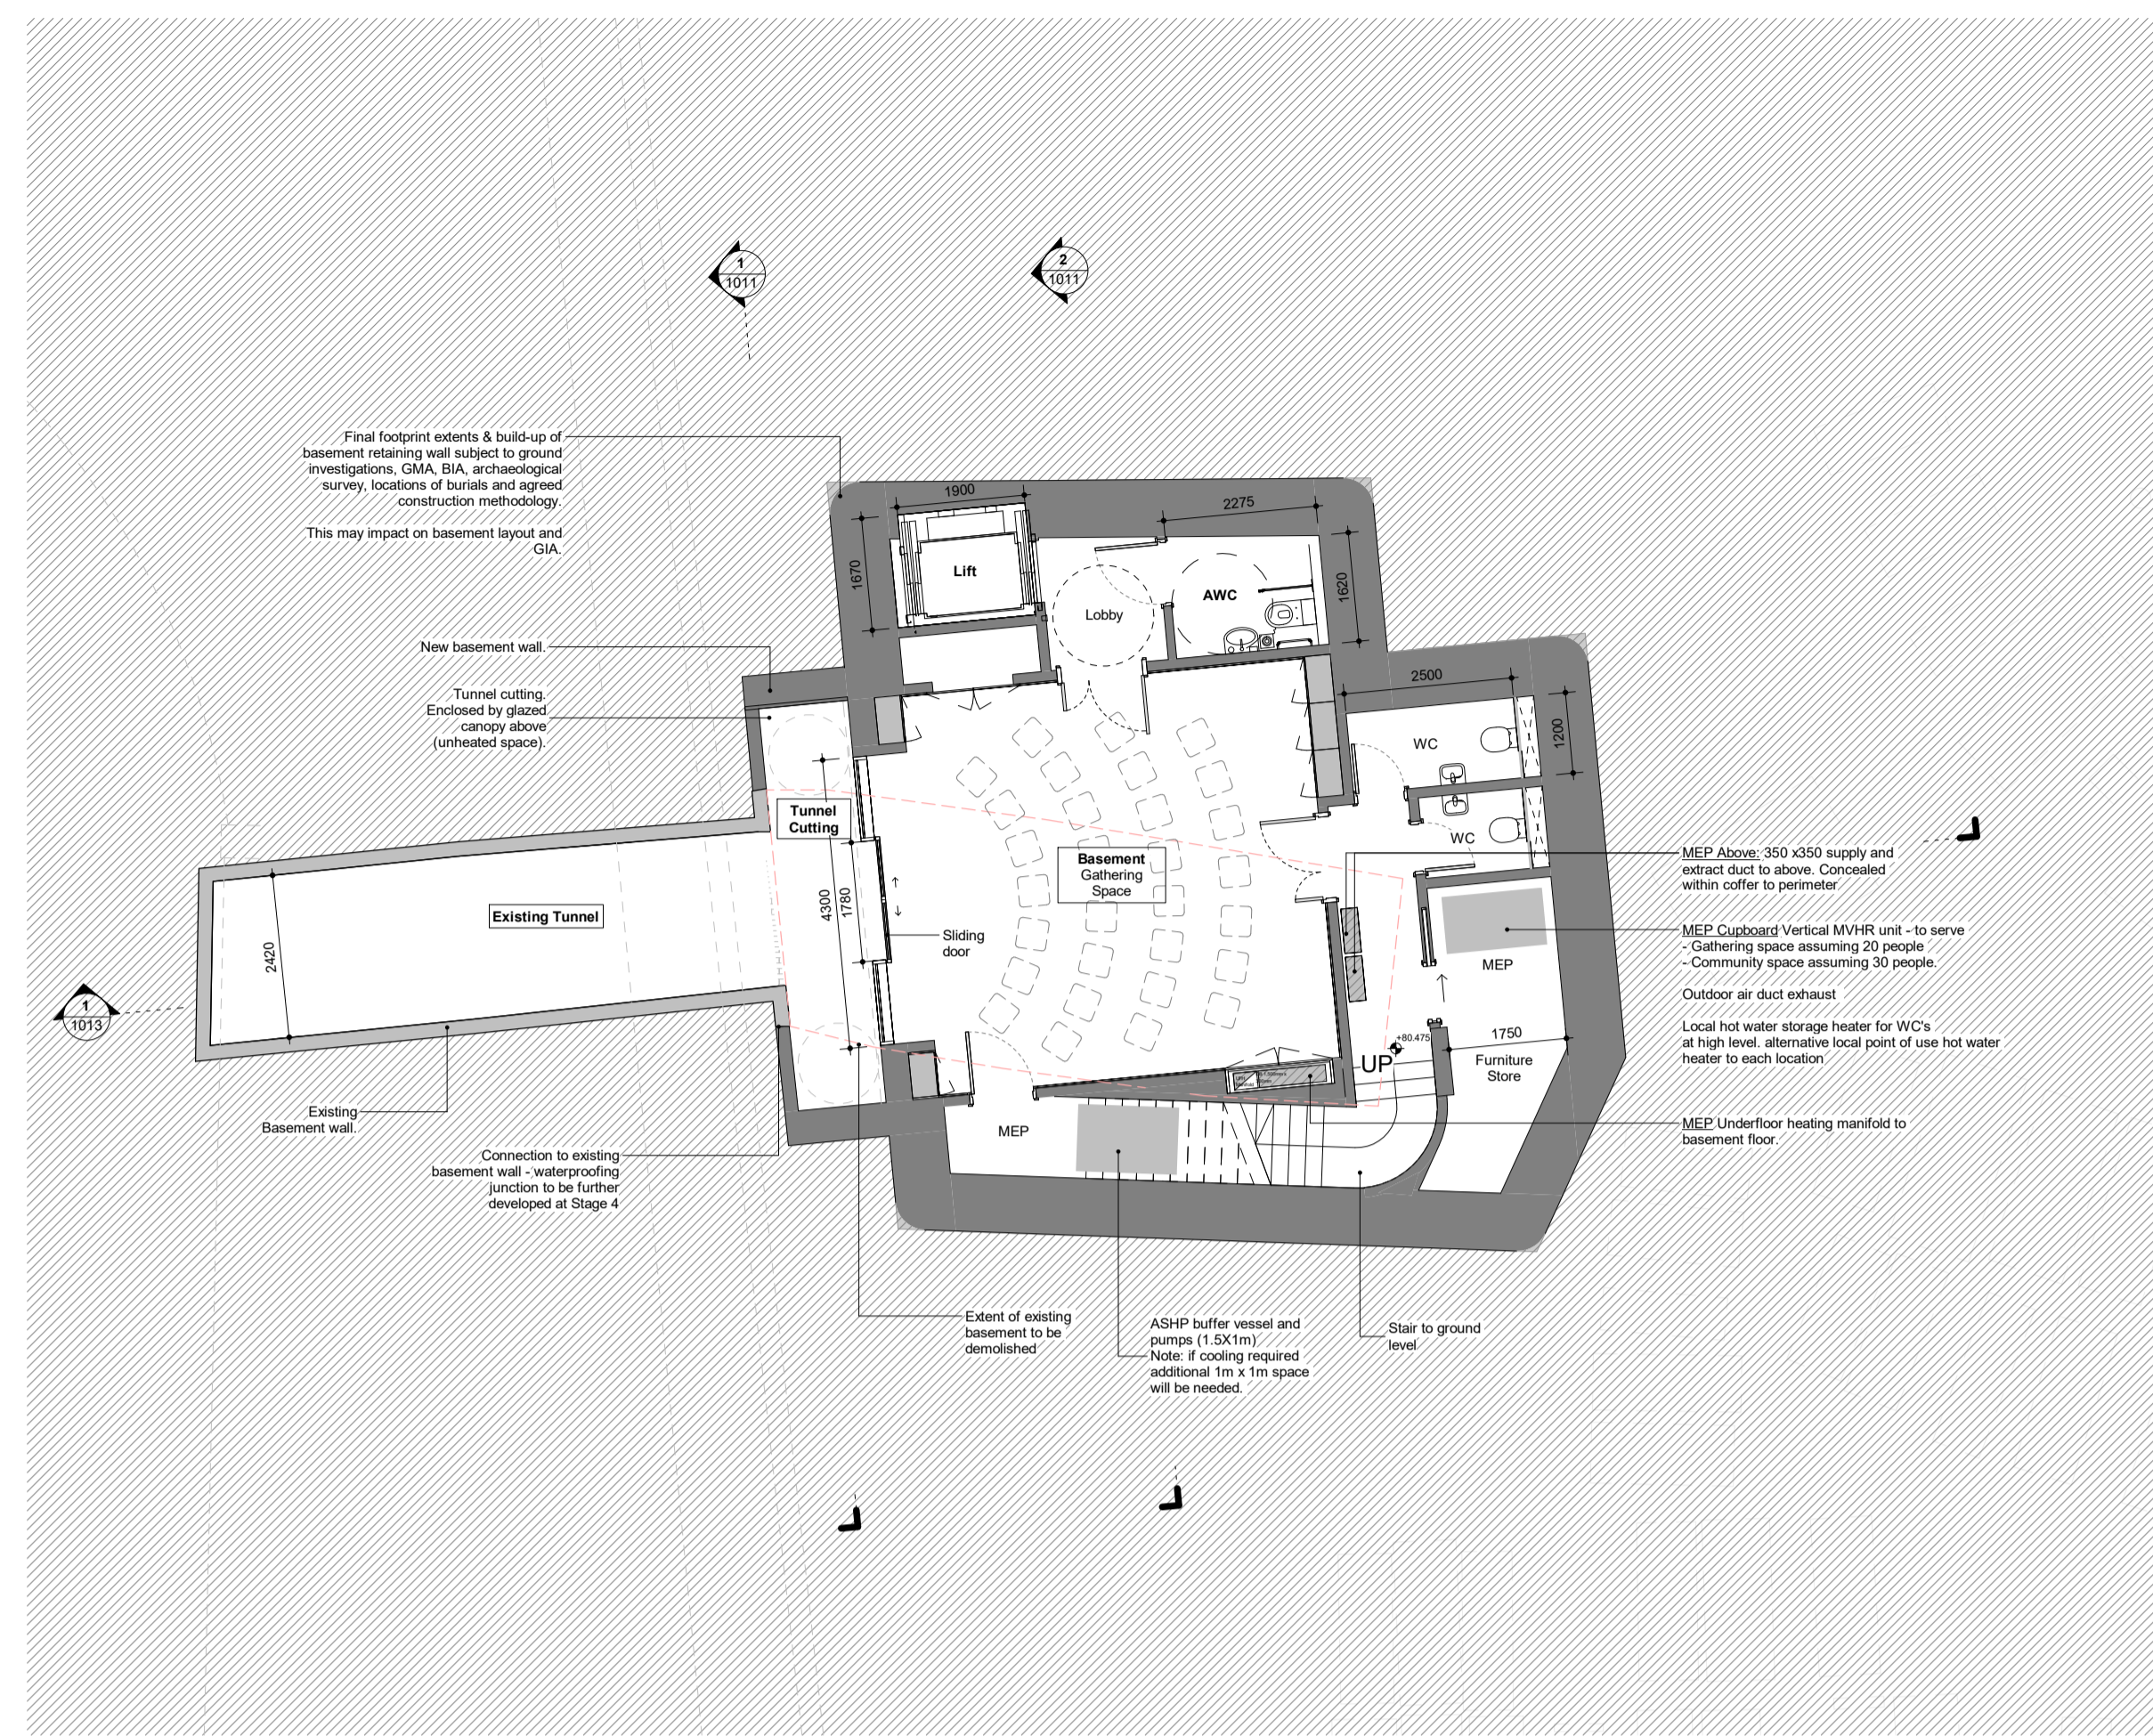 1
1011
2
1011
Final footprint extents & build-up of
basement retaining wall subject to ground
investigations, GMA, BIA, archaeological
survey, locations of burials and agreed
construction methodology.
This may impact on basement layout and
GIA.
1900
2275
1670
Lift
Lobby
AWC
1620
New basement wall.
Tunnel cutting.
Enclosed by glazed
canopy above
(unheated space).
2500
1200
WC
WC
Tunnel
Cutting
4300
1780
Basement
Gathering
Space
Sliding
door
Existing Tunnel
2420
1
1013
MEP Above: 350 x350 supply and
extract duct to above. Concealed
within coffer to perimeter
MEP Cupboard Vertical MVHR unit - to serve
- Gathering space assuming 20 people
- Community space assuming 30 people.
Outdoor air duct exhaust
Local hot water storage heater for WC's
at high level. alternative local point of use hot water
heater to each location
MEP
1750
Furniture
Store
+80.475
UP
MEP
Existing
Basement wall.
MEP Underfloor heating manifold to
basement floor.
Connection to existing
basement wall - waterproofing
junction to be further
developed at Stage 4
Extent of existing
basement to be
demolished
ASHP buffer vessel and
pumps (1.5X1m)
Note: if cooling required
additional 1m x 1m space
will be needed.
Stair to ground
level